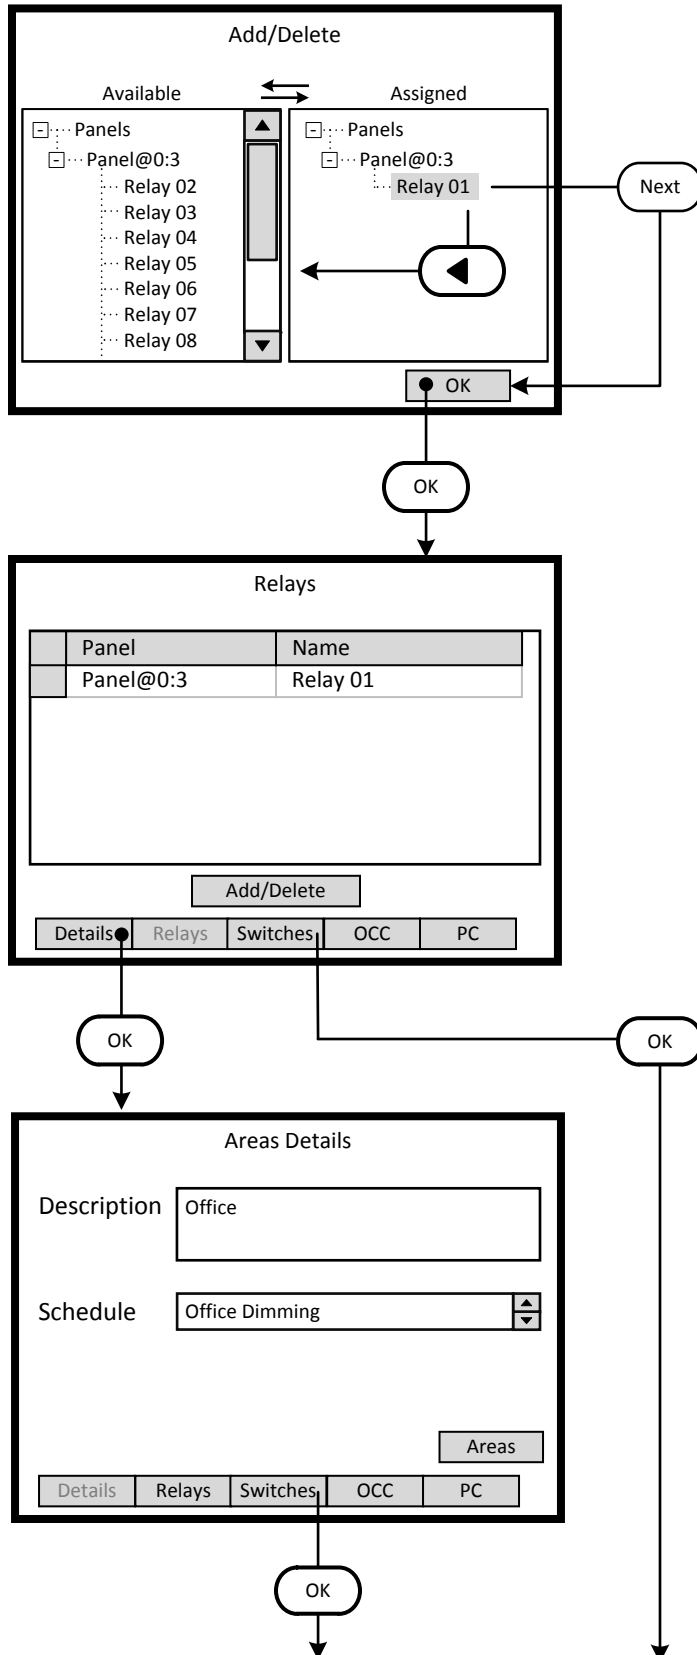 Add/Delete
Available
Assigned
Panels
Panel@0:3
Relay 02
Relay 03
Relay 04
Relay 05
Relay 06
Relay 07
Relay 08
Panels
Panel@0:3
Relay 01
Next
OK
OK
Relays
Panel Name
Panel@0:3 Relay 01
Add/Delete
Details Relays Switches OCC PC
OK
OK
Areas Details
Description Office
Schedule Office Dimming
Areas
Details Relays Switches OCC PC
OK